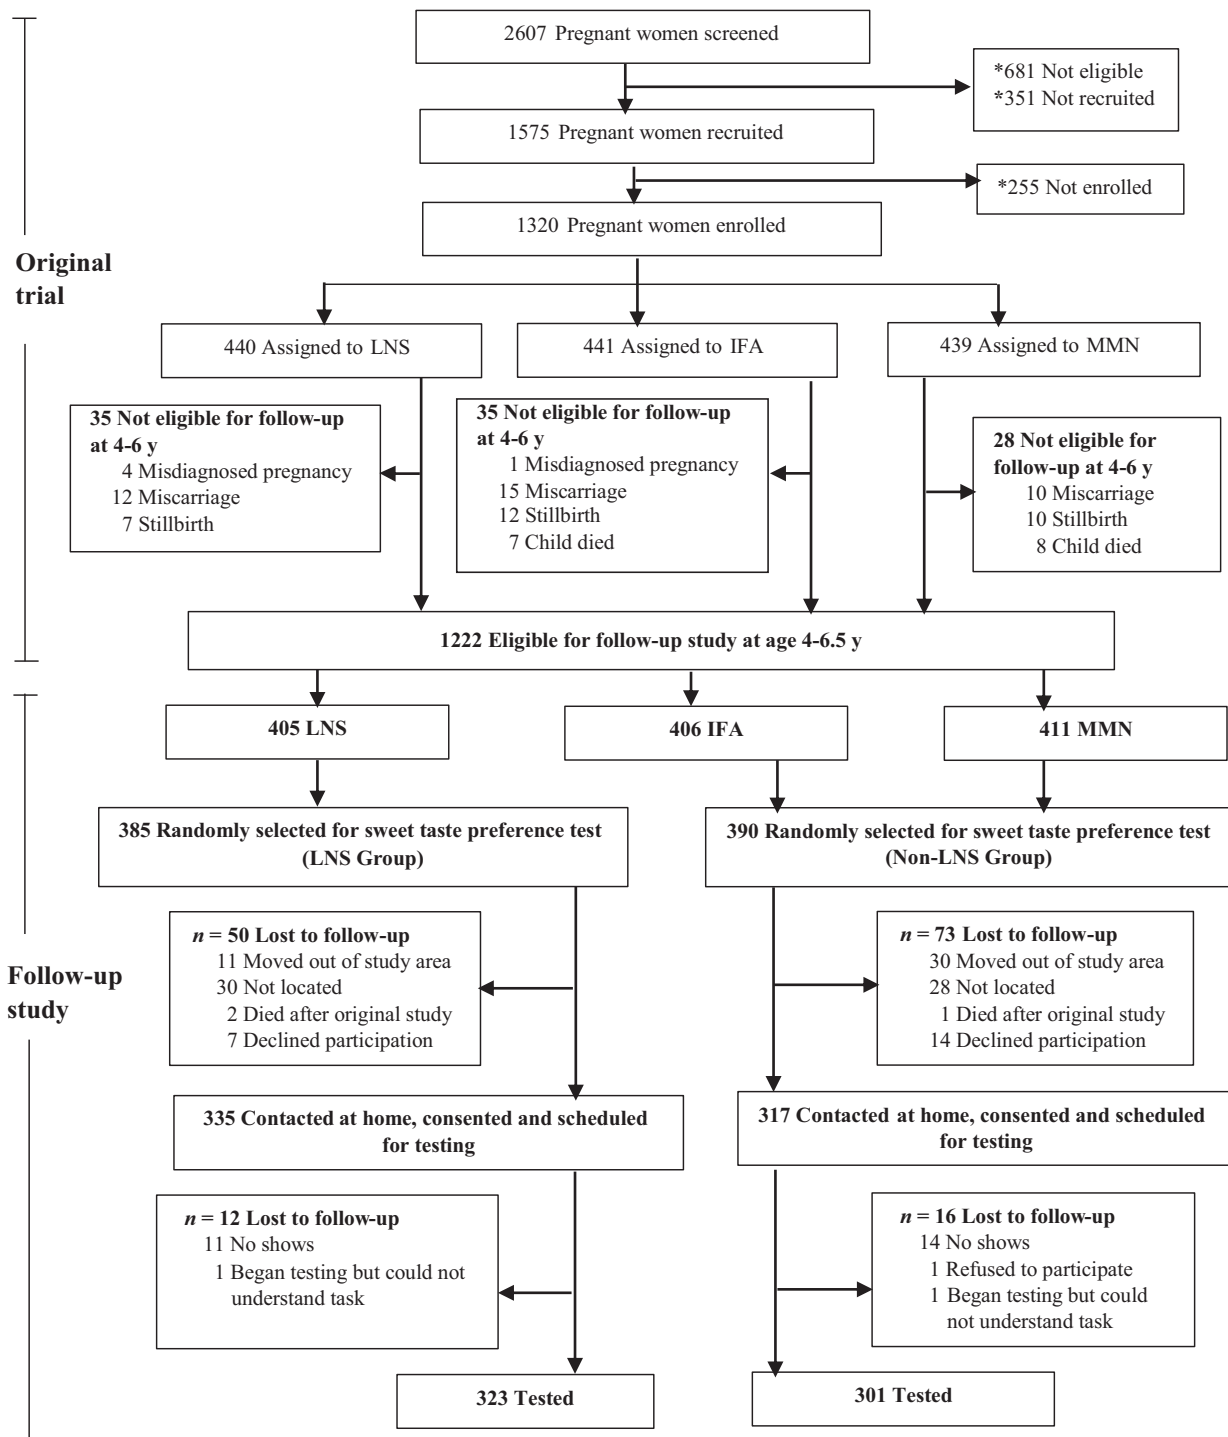 2607 Pregnant women screened
*681 Not eligible
*351 Not recruited
1575 Pregnant women recruited
*255 Not enrolled
1320 Pregnant women enrolled
Original
trial
440 Assigned to LNS
441 Assigned to IFA
439 Assigned to MMN
35 Not eligible for follow-up
at 4-6 y
4 Misdiagnosed pregnancy
12 Miscarriage
7 Stillbirth
35 Not eligible for follow-up
at 4-6 y
1 Misdiagnosed pregnancy
15 Miscarriage
12 Stillbirth
7 Child died
28 Not eligible for
follow-up at 4-6 y
10 Miscarriage
10 Stillbirth
8 Child died
1222 Eligible for follow-up study at age 4-6.5 y
405 LNS
406 IFA
411 MMN
385 Randomly selected for sweet taste preference test
(LNS Group)
390 Randomly selected for sweet taste preference test
(Non-LNS Group)
Follow-up
study
n = 50 Lost to follow-up
11 Moved out of study area
30 Not located
2 Died after original study
7 Declined participation
n = 73 Lost to follow-up
30 Moved out of study area
28 Not located
1 Died after original study
14 Declined participation
335 Contacted at home, consented and scheduled
for testing
317 Contacted at home, consented and scheduled
for testing
n = 12 Lost to follow-up
11 No shows
1 Began testing but could not
understand task
n = 16 Lost to follow-up
14 No shows
1 Refused to participate
1 Began testing but could
not understand task
323 Tested
301 Tested